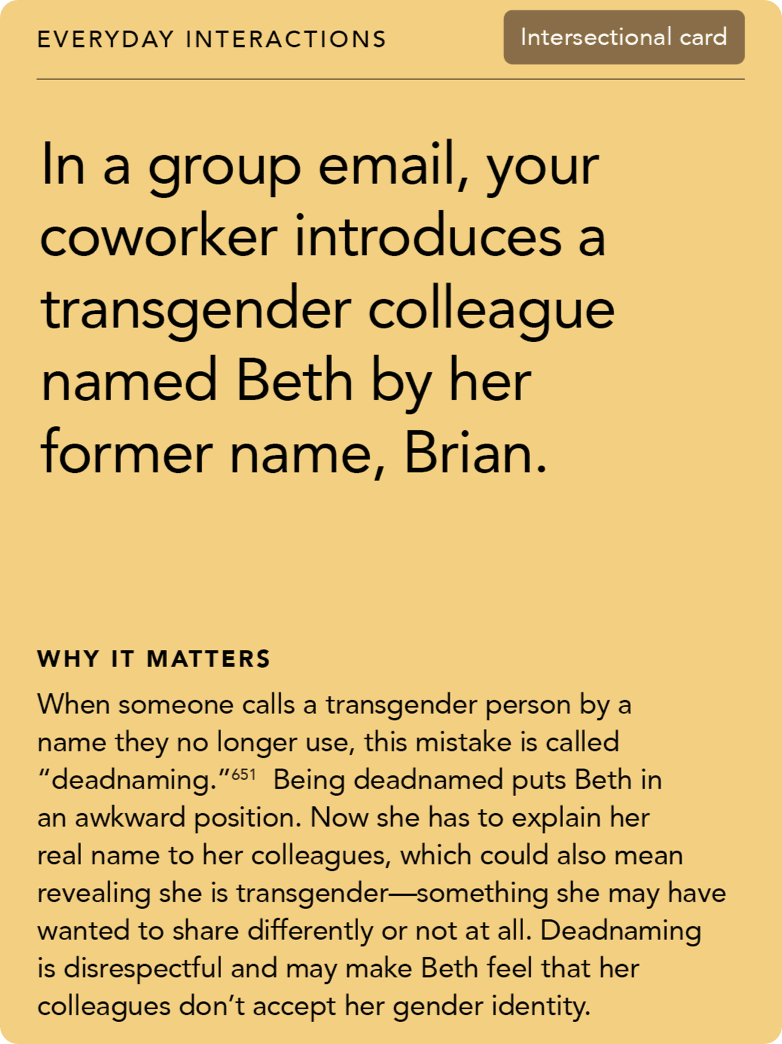 EVERYDAY INTERACTIONS
Intersectional card
In a group email, your
coworker introduces a
transgender colleague
named Beth by her
former name, Brian.
WHY IT MATTERS
When someone calls a transgender person by a
name they no longer use, this mistake is called
“deadnaming.”651 Being deadnamed puts Beth in
an awkward position. Now she has to explain her
real name to her colleagues, which could also mean
revealing she is transgender—something she may have
wanted to share differently or not at all. Deadnaming
is disrespectful and may make Beth feel that her
colleagues don’t accept her gender identity.